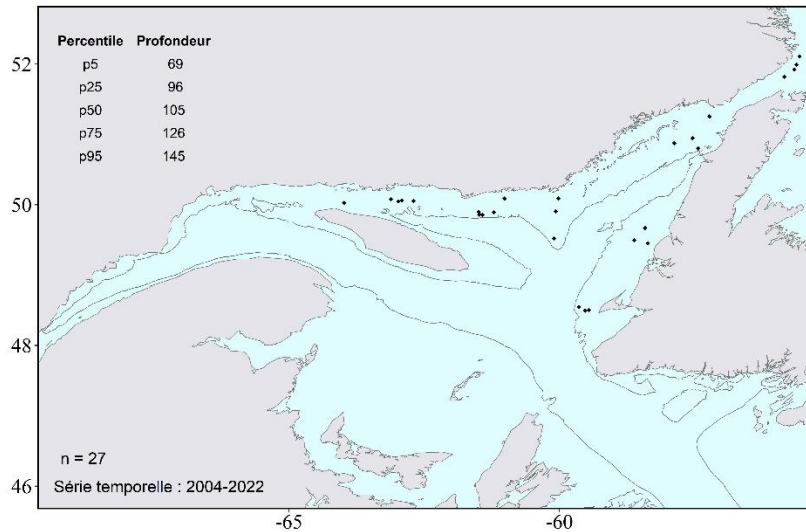 Percentile Profondeur
p5 69
p25 96
p50 105
p75 126
p95 145
52
50
48
46
n = 27
Série temporelle : 2004-2022
-65 -60